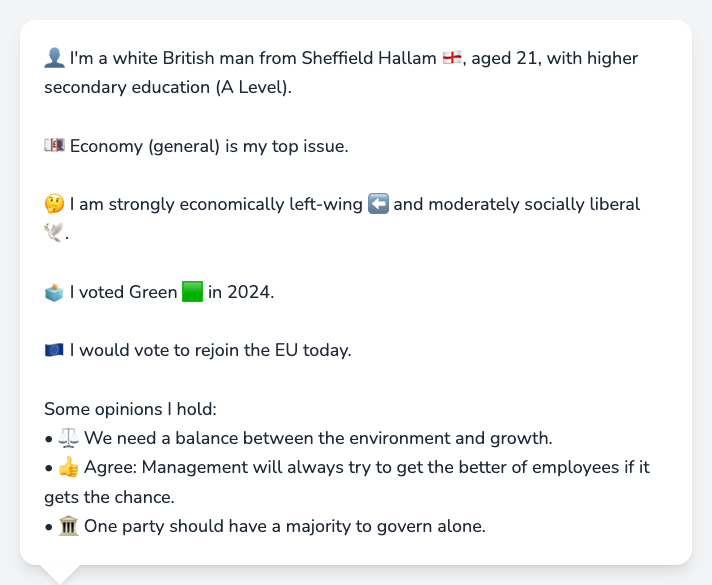 👤 I'm a white British man from Sheffield Hallam 🏴󠁧󠁢󠁥󠁮󠁧󠁿, aged 21, with higher
secondary education (A Level).
💷 Economy (general) is my top issue.
🤔 I am strongly economically left-wing ⬅️ and moderately socially liberal
🕊️.
🗳️ I voted Green 🟩 in 2024.
🇪🇺 I would vote to rejoin the EU today.
Some opinions I hold:
• ⚖️ We need a balance between the environment and growth.
• 👍 Agree: Management will always try to get the better of employees if it
gets the chance.
• 🏛️ One party should have a majority to govern alone.